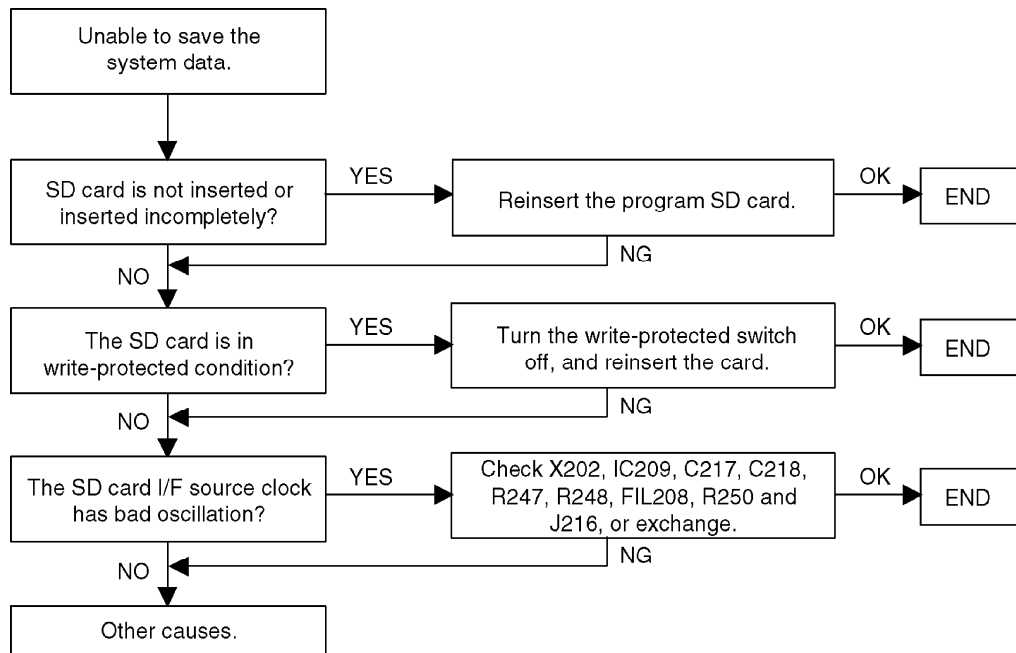 Unable to save the
system data.
SD card is not inserted or
inserted incompletely?
YES
Reinsert the program SD card.
OK
END
NG
NO
The SD card is in
write-protected condition?
YES
Turn the write-protected switch
off, and reinsert the card.
OK
END
NG
NO
The SD card I/F source clock
has bad oscillation?
YES
Check X202, IC209, C217, C218,
R247, R248, FIL208, R250 and
J216, or exchange.
OK
END
NG
NO
Other causes.